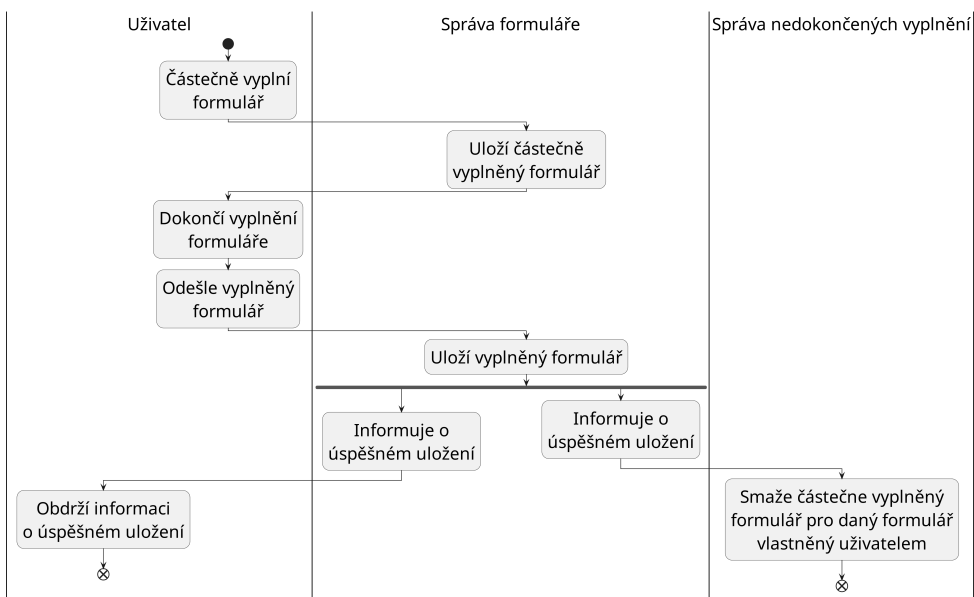 Uživatel
Správa formuláře
Správa nedokončených vyplnění
Částečně vyplní
formulář
Uloží částečně
vyplněný formulář
Dokončí vyplnění
formuláře
Odešle vyplněný
formulář
Uloží vyplněný formulář
Informuje o
úspěšném uložení
Informuje o
úspěšném uložení
Obdrží informaci
o úspěšném uložení
Smaže částečne vyplněný
formulář pro daný formulář
vlastněný uživatelem